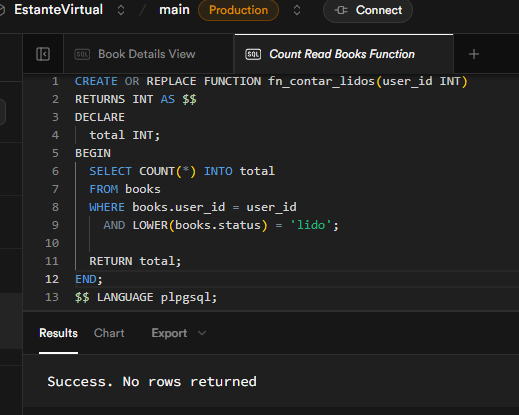 EstanteVirtual / main Production Connect
SQL Book Details View SQL Count Read Books Function +
1 CREATE OR REPLACE FUNCTION fn_contar_lidos(user_id INT)
2 RETURNS INT AS $$
3 DECLARE
4 total INT;
5 BEGIN
6 SELECT COUNT(*) INTO total
7 FROM books
8 WHERE books.user_id = user_id
9 AND LOWER(books.status) = 'lido';
10
11 RETURN total;
12 END;
13 $$ LANGUAGE plpgsql;
Results Chart Export
Success. No rows returned